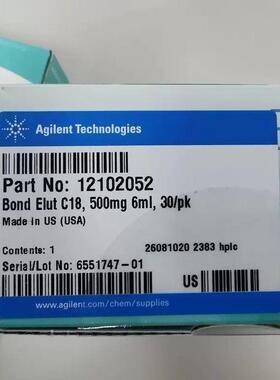 Agilent Technologies
Part No: 12102052
Bond Elut C18, 500mg 6ml, 30/pk
Made In US (USA)
Contents: 1
26081020 2383 hplc
Serial/Lot No: 6551747-01
US
www.agilent.com/chem/supplies